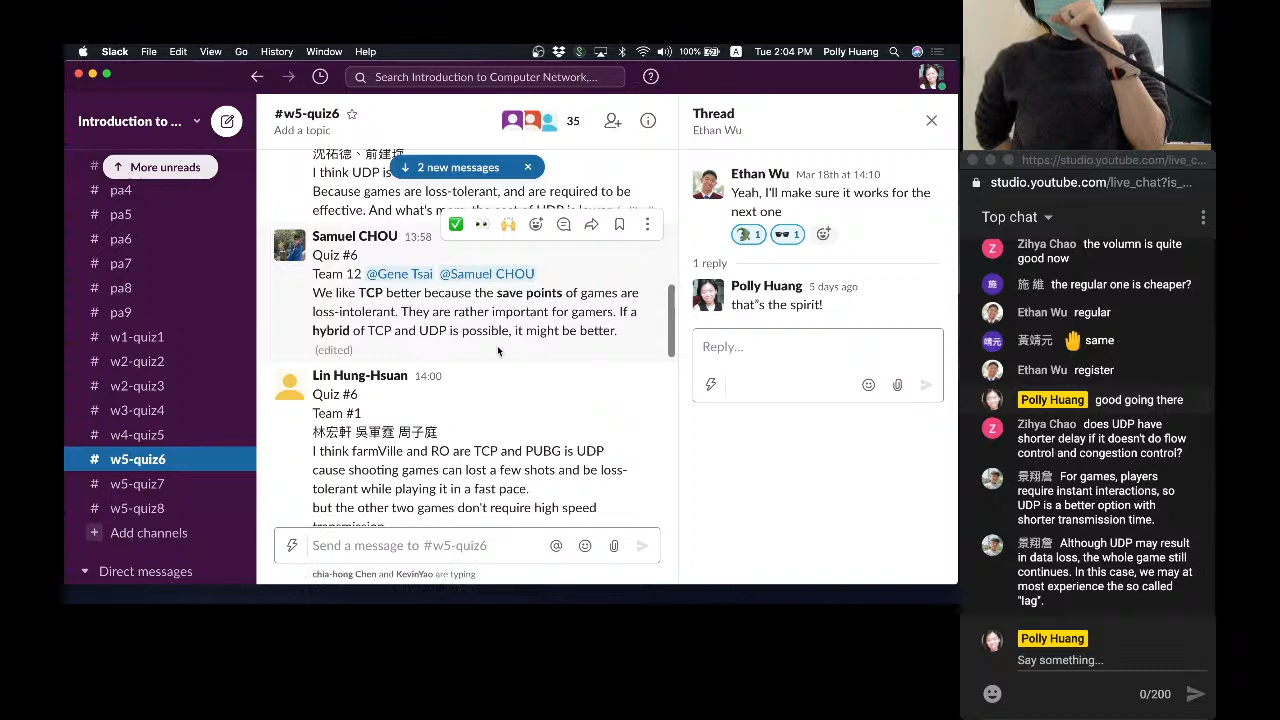 Slack File Edit View Go History Window Help 100% A Tue 2:04 PM Polly Huang
Search Introduction to Computer Network,...
Introduction to ...
More unreads
# pa4
# pa5
# pa6
# pa7
# pa8
# pa9
# w1-quiz1
# w2-quiz2
# w2-quiz3
# w3-quiz4
# w4-quiz5
# w5-quiz6
# w5-quiz7
# w5-quiz8
+ Add channels
Direct messages
#w5-quiz6
Add a topic
35
2 new messages
I think UDP is
Because games are loss-tolerant, and are required to be
effective. And what's
Samuel CHOU 13:58
Quiz #6
Team 12 @Gene Tsai @Samuel CHOU
We like TCP better because the save points of games are
loss-intolerant. They are rather important for gamers. If a
hybrid of TCP and UDP is possible, it might be better.
(edited)
Lin Hung-Hsuan 14:00
Quiz #6
Team #1
林宏軒 吳軍霆 周子庭
I think farmVille and RO are TCP and PUBG is UDP
cause shooting games can lost a few shots and be loss-
tolerant while playing it in a fast pace.
but the other two games don't require high speed
transmission
Send a message to #w5-quiz6
chia-hong Chen and KevinYao are typing
Thread
Ethan Wu
Ethan Wu Mar 18th at 14:10
Yeah, I'll make sure it works for the
next one
1
1
1 reply
Polly Huang 5 days ago
that"s the spirit!
Reply...
https://studio.youtube.com/live_c...
studio.youtube.com/live_chat?is_...
Top chat
Zihya Chao the volumn is quite
good now
施 維 the regular one is cheaper?
Ethan Wu regular
黃靖元 same
Ethan Wu register
Polly Huang good going there
Zihya Chao does UDP have
shorter delay if it doesn't do flow
control and congestion control?
景翔詹 For games, players
require instant interactions, so
UDP is a better option with
shorter transmission time.
景翔詹 Although UDP may result
in data loss, the whole game still
continues. In this case, we may at
most experience the so called
"lag".
Polly Huang
Say something...
0/200